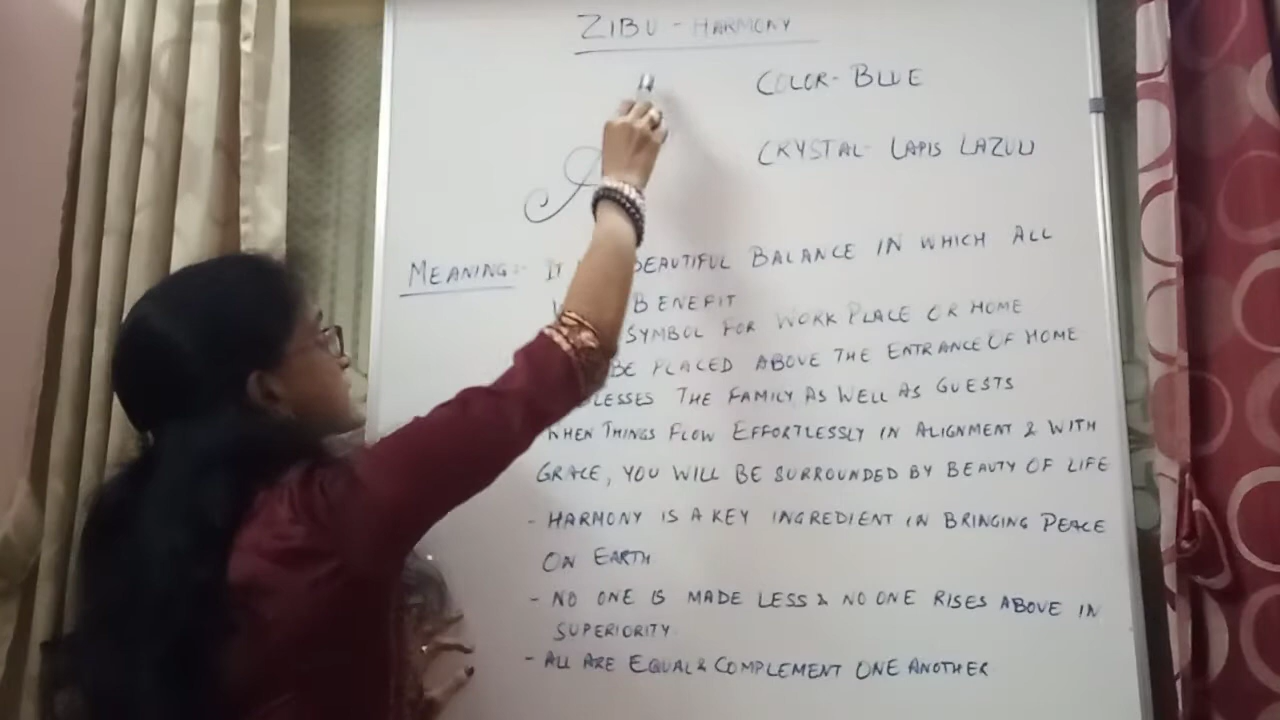 ZIBU - HARMONY
COLOR- BLUE
CRYSTAL- LAPIS LAZULI
MEANING:- IT BEAUTIFUL BALANCE IN WHICH ALL
BENEFIT
SYMBOL FOR WORK PLACE OR HOME
BE PLACED ABOVE THE ENTRANCE OF HOME
THE FAMILY AS WELL AS GUESTS
WHEN THINGS FLOW EFFORTLESSLY IN ALIGNMENT & WITH
GRACE, YOU WILL BE SURROUNDED BY BEAUTY OF LIFE
- HARMONY IS A KEY INGREDIENT IN BRINGING PEACE
ON EARTH
- NO ONE IS MADE LESS & NO ONE RISES ABOVE IN
SUPERIORITY
- ALL ARE EQUAL & COMPLEMENT ONE ANOTHER